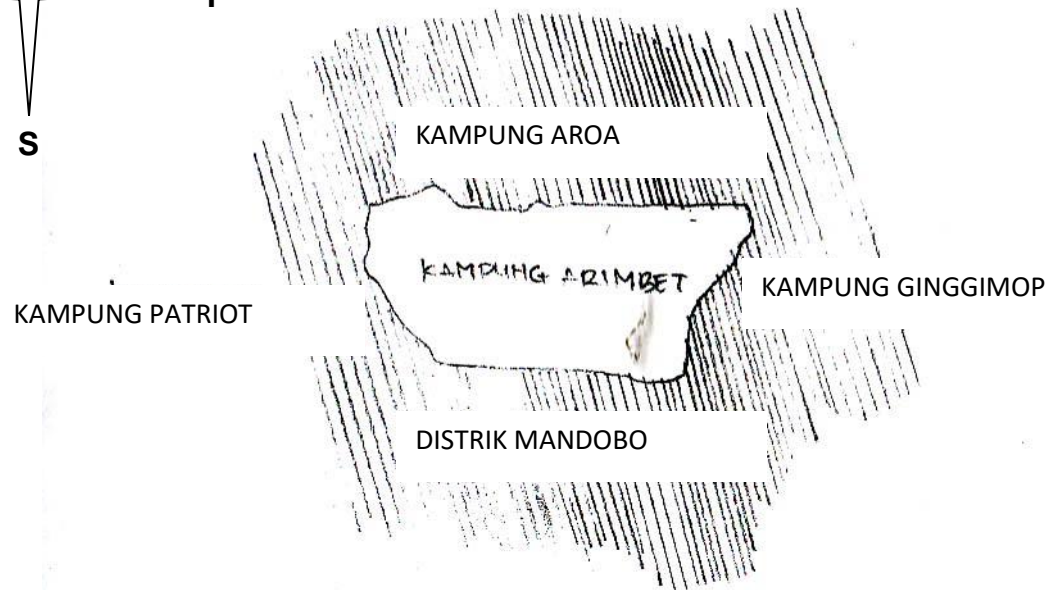 S
KAMPUNG AROA
KAMPUNG ARIMBET
KAMPUNG GINGGIMOP
KAMPUNG PATRIOT
DISTRIK MANDOBO